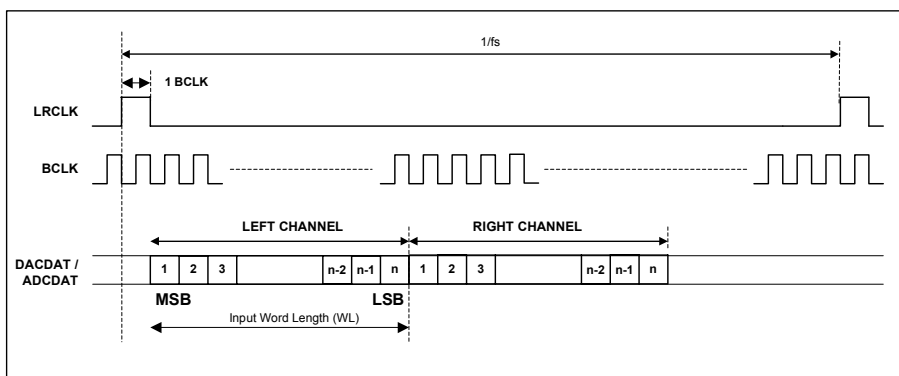 1/fs
1 BCLK
LRCLK
BCLK
LEFT CHANNEL
RIGHT CHANNEL
DACDAT /
ADCDAT
1 2 3 n-2 n-1 n 1 2 3 n-2 n-1 n
MSB LSB
Input Word Length (WL)